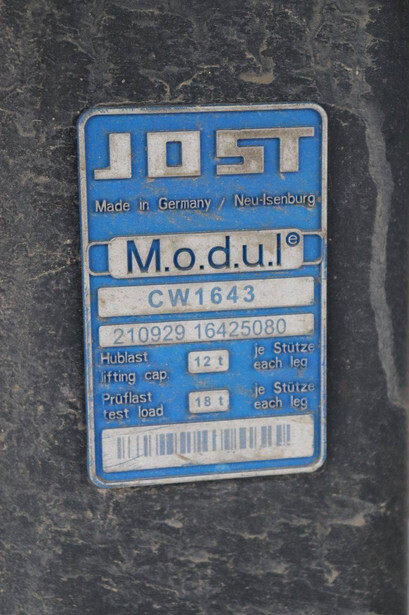 JOST
Made in Germany / Neu-Isenburg
M.o.d.u.l®
CW1643
210929 16425080
Hublast 12 t je Stütze
lifting cap. each leg
Prüflast 18 t je Stütze
test load each leg